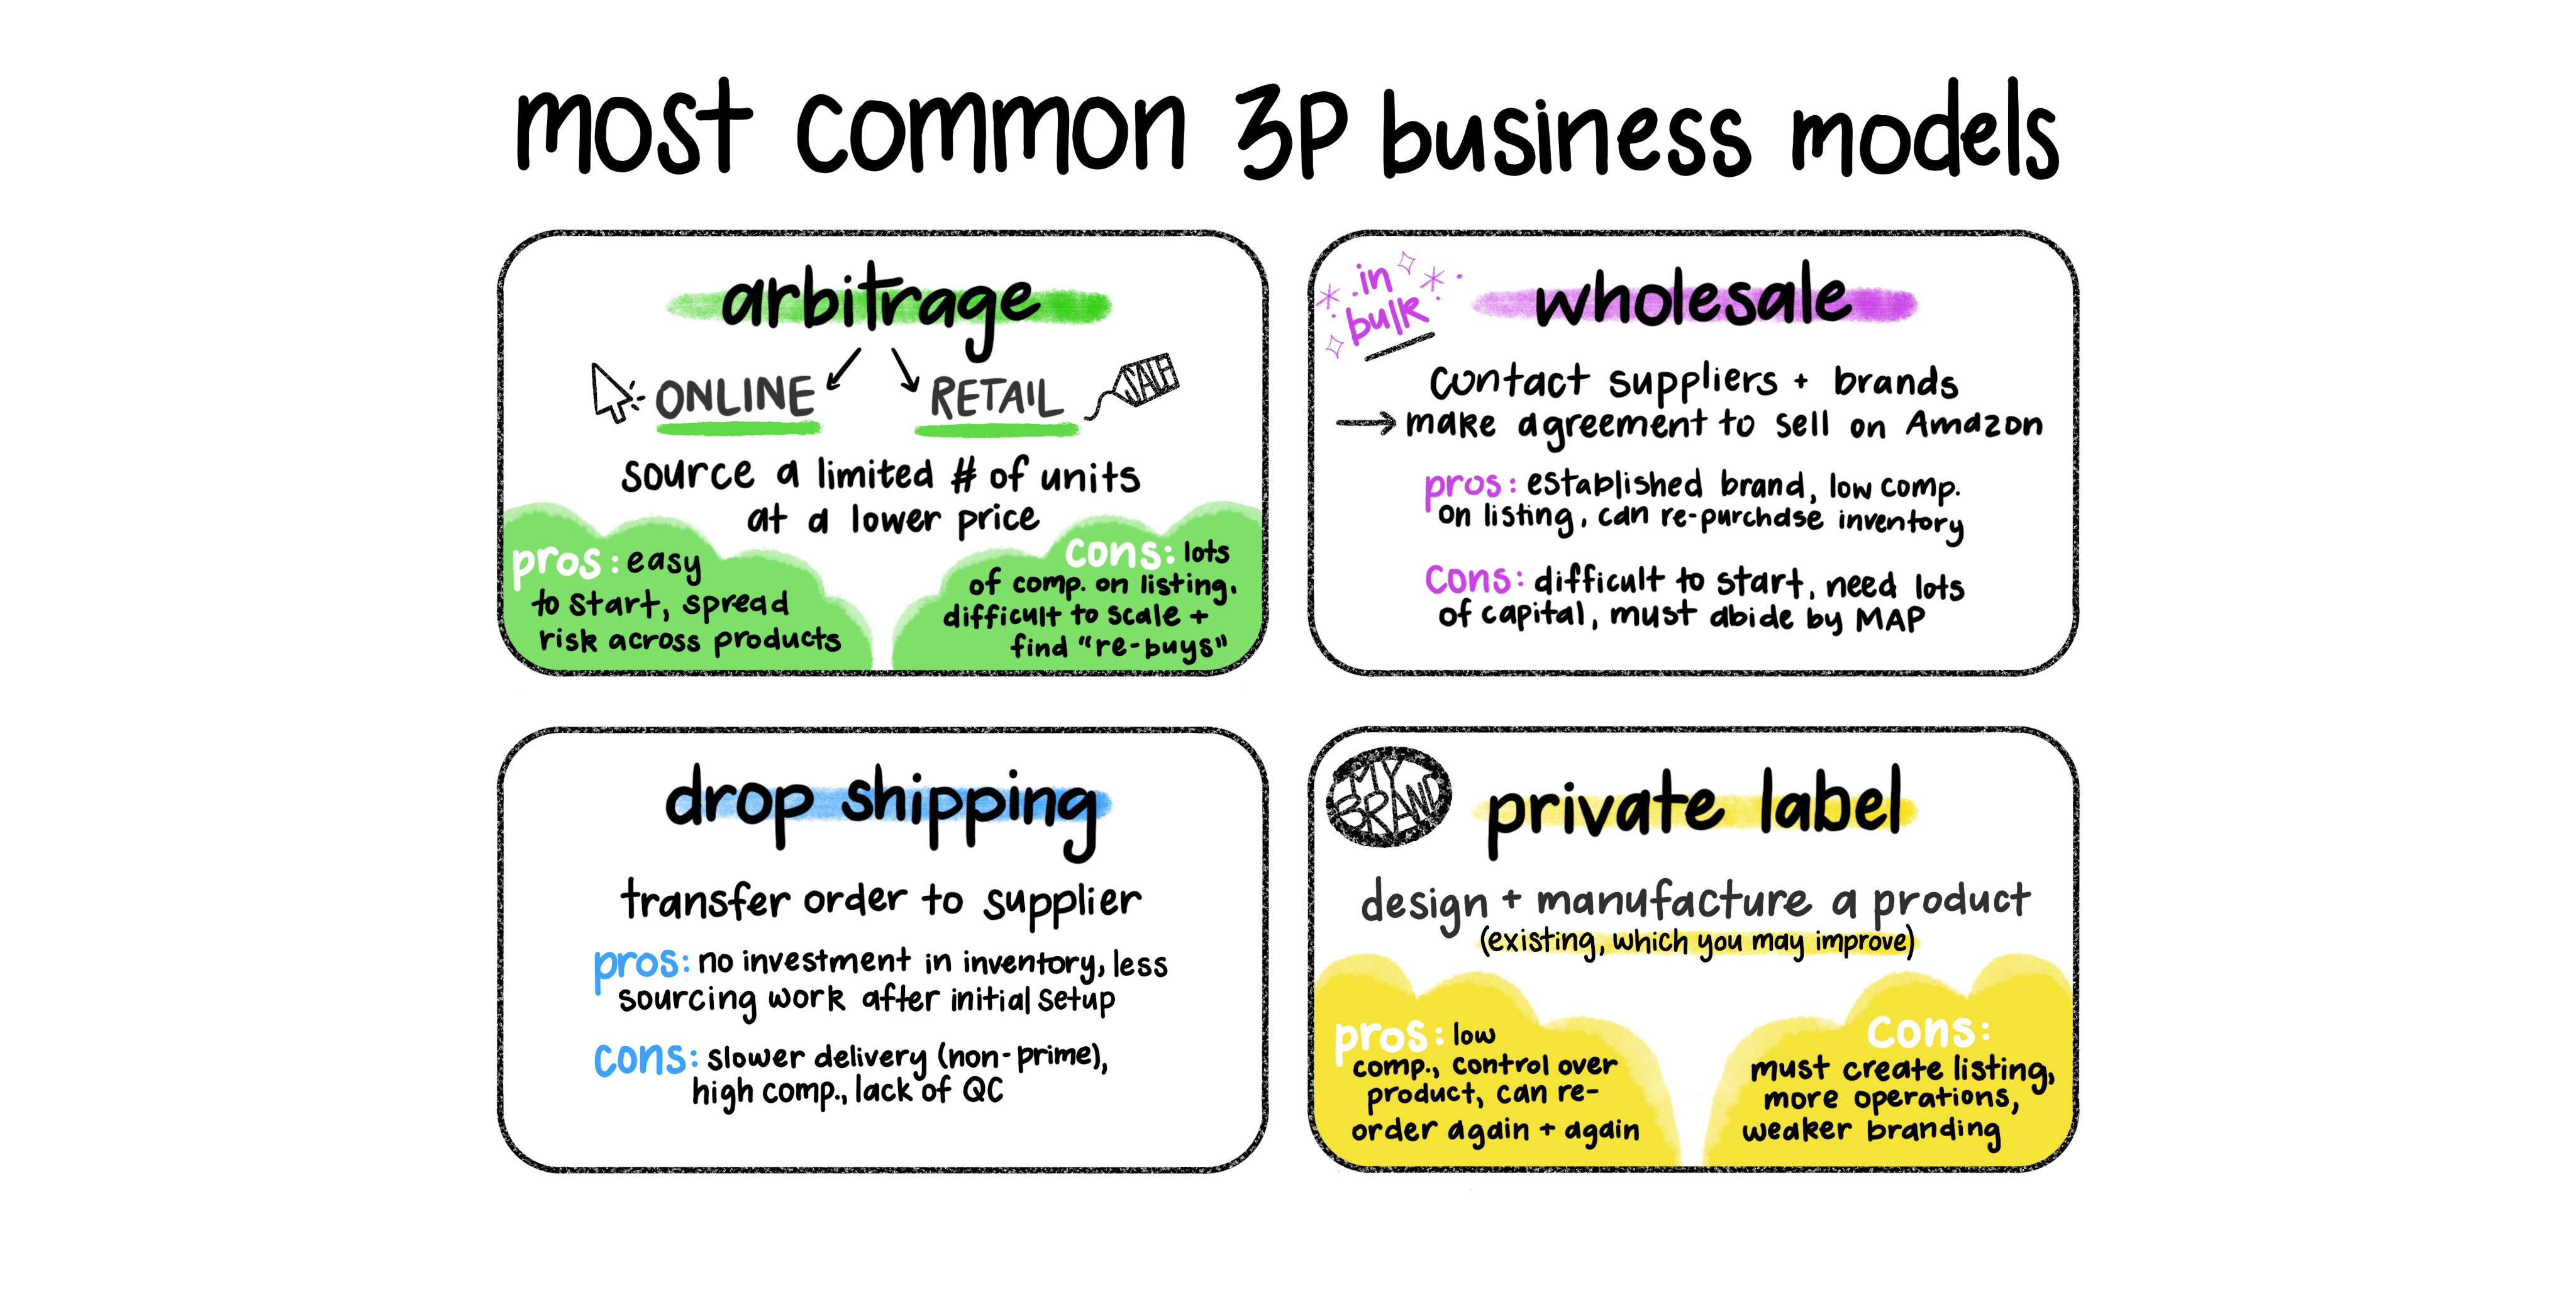 most common 3P business models
arbitrage
ONLINE RETAIL SALE
source a limited # of units
at a lower price
pros: easy
to start, spread
risk across products
cons: lots
of comp. on listing,
difficult to scale +
find "re-buys"
in
bulk
wholesale
contact suppliers + brands
→ make agreement to sell on Amazon
pros: established brand, low comp.
on listing, can re-purchase inventory
cons: difficult to start, need lots
of capital, must abide by MAP
drop shipping
transfer order to supplier
pros: no investment in inventory, less
sourcing work after initial setup
cons: slower delivery (non-prime),
high comp., lack of QC
MY
BRAND
private label
design + manufacture a product
(existing, which you may improve)
pros: low
comp., control over
product, can re-
order again + again
cons:
must create listing,
more operations,
weaker branding